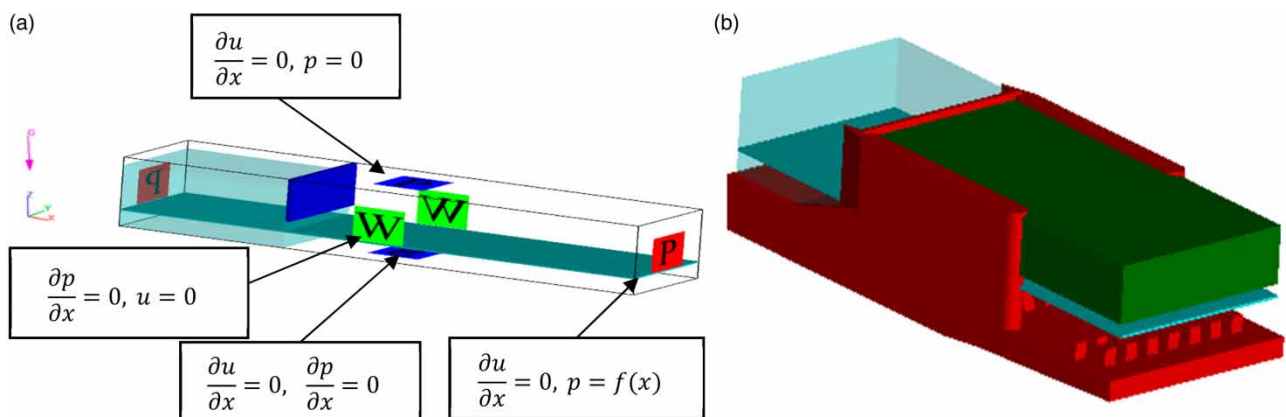 (a)
∂u/∂x = 0, p = 0
(b)
G
Z
Y
X
P
W
W
P
∂p/∂x = 0, u = 0
∂u/∂x = 0, ∂p/∂x = 0
∂u/∂x = 0, p = f(x)